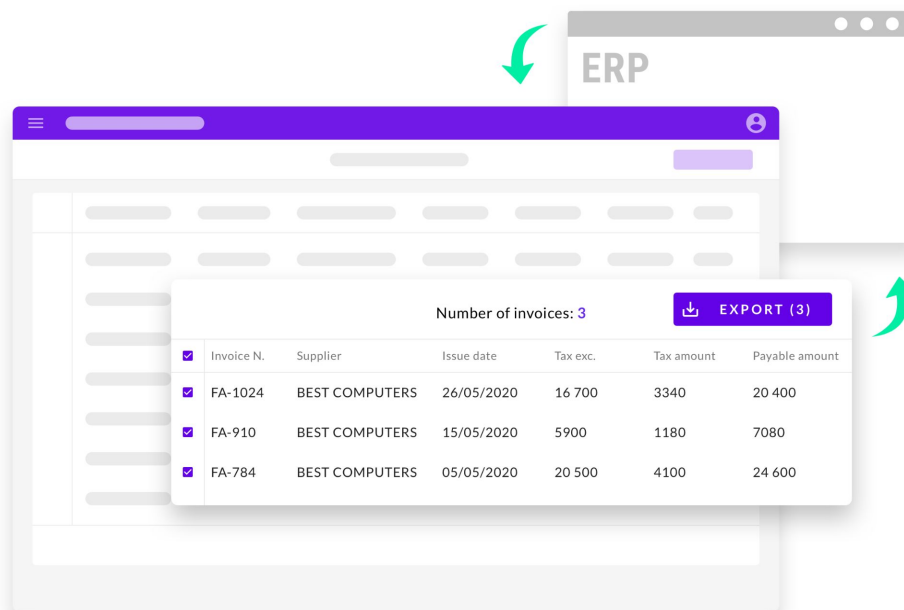 ERP
Number of invoices: 3
EXPORT (3)
Invoice N. Supplier Issue date Tax exc. Tax amount Payable amount
FA-1024 BEST COMPUTERS 26/05/2020 16 700 3340 20 400
FA-910 BEST COMPUTERS 15/05/2020 5900 1180 7080
FA-784 BEST COMPUTERS 05/05/2020 20 500 4100 24 600